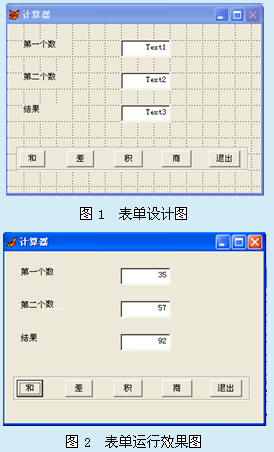 计算器
第一个数 Text1
第二个数 Text2
结果 Text3
和 差 积 商 退出
图 1 表单设计图
计算器
第一个数 35
第二个数 57
结果 92
和 差 积 商 退出
图 2 表单运行效果图